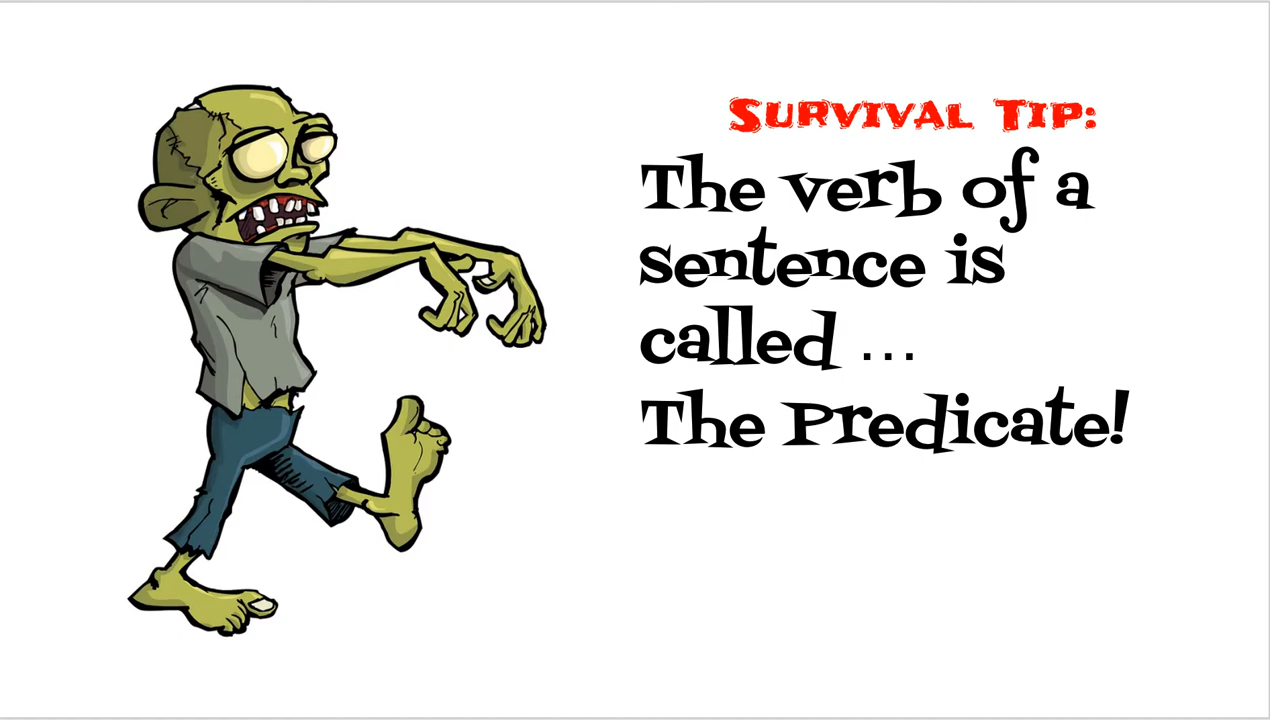 Survival Tip:
The verb of a
sentence is
called ...
The Predicate!